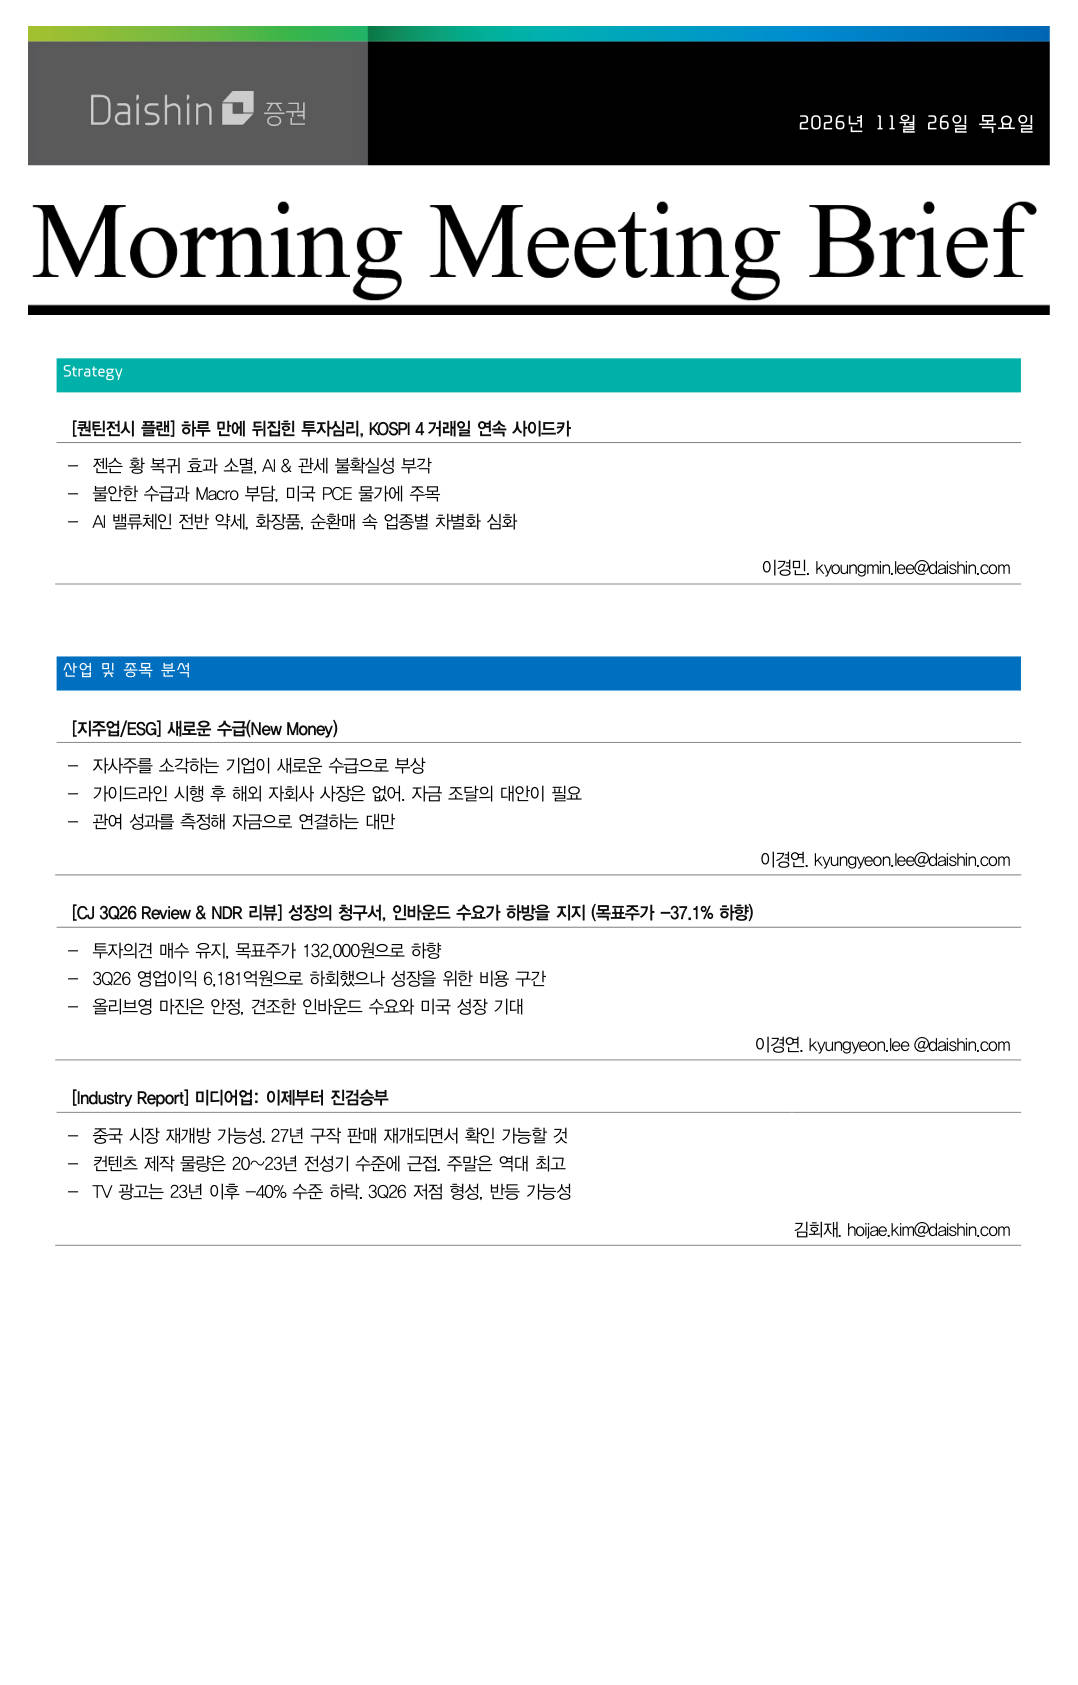 Daishin 증권
2026년 11월 26일 목요일
Morning Meeting Brief
Strategy
[퀀틴전시 플랜] 하루 만에 뒤집힌 투자심리, KOSPI 4거래일 연속 사이드카
- 젠슨 황 복귀 효과 소멸, AI & 관세 불확실성 부각
- 불안한 수급과 Macro 부담, 미국 PCE 물가에 주목
- AI 밸류체인 전반 약세, 화장품, 순환매 속 업종별 차별화 심화
이경민. kyoungmin.lee@daishin.com
산업 및 종목 분석
[지주업/ESG] 새로운 수급(New Money)
- 자사주를 소각하는 기업이 새로운 수급으로 부상
- 가이드라인 시행 후 해외 자회사 사장은 없어. 자금 조달의 대안이 필요
- 관여 성과를 측정해 자금으로 연결하는 대만
이경연. kyungyeon.lee@daishin.com
[CJ 3Q26 Review & NDR 리뷰] 성장의 청구서, 인바운드 수요가 하방을 지지 (목표주가 -37.1% 하향)
- 투자의견 매수 유지, 목표주가 132,000원으로 하향
- 3Q26 영업이익 6,181억원으로 하회했으나 성장을 위한 비용 구간
- 올리브영 마진은 안정, 견조한 인바운드 수요와 미국 성장 기대
이경연. kyungyeon.lee @daishin.com
[Industry Report] 미디어업: 이제부터 진검승부
- 중국 시장 재개방 가능성. 27년 구작 판매 재개되면서 확인 가능할 것
- 컨텐츠 제작 물량은 20~23년 전성기 수준에 근접. 주말은 역대 최고
- TV 광고는 23년 이후 -40% 수준 하락. 3Q26 저점 형성, 반등 가능성
김회재. hoijae.kim@daishin.com